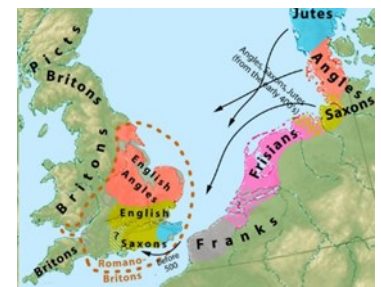 Jutes
Picts
Britons
Angles, Saxons, Jutes
(from the early 400's)
Angles
Saxons
Britons
Frisians
English
Angles
English
Saxons
?
Franks
before
500
Britons
Romano-
Britons